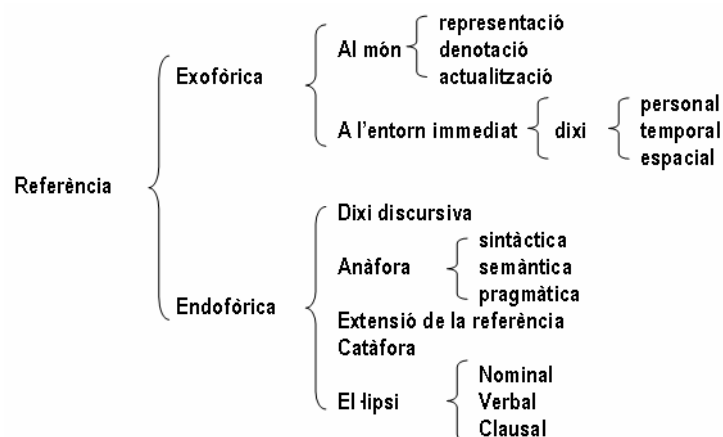 Referència
Exofòrica
Al món
representació
denotació
actualització
A l'entorn immediat
dixi
personal
temporal
espacial
Endofòrica
Dixi discursiva
Anàfora
sintàctica
semàntica
pragmàtica
Extensió de la referència
Catàfora
El·lipsi
Nominal
Verbal
Clausal